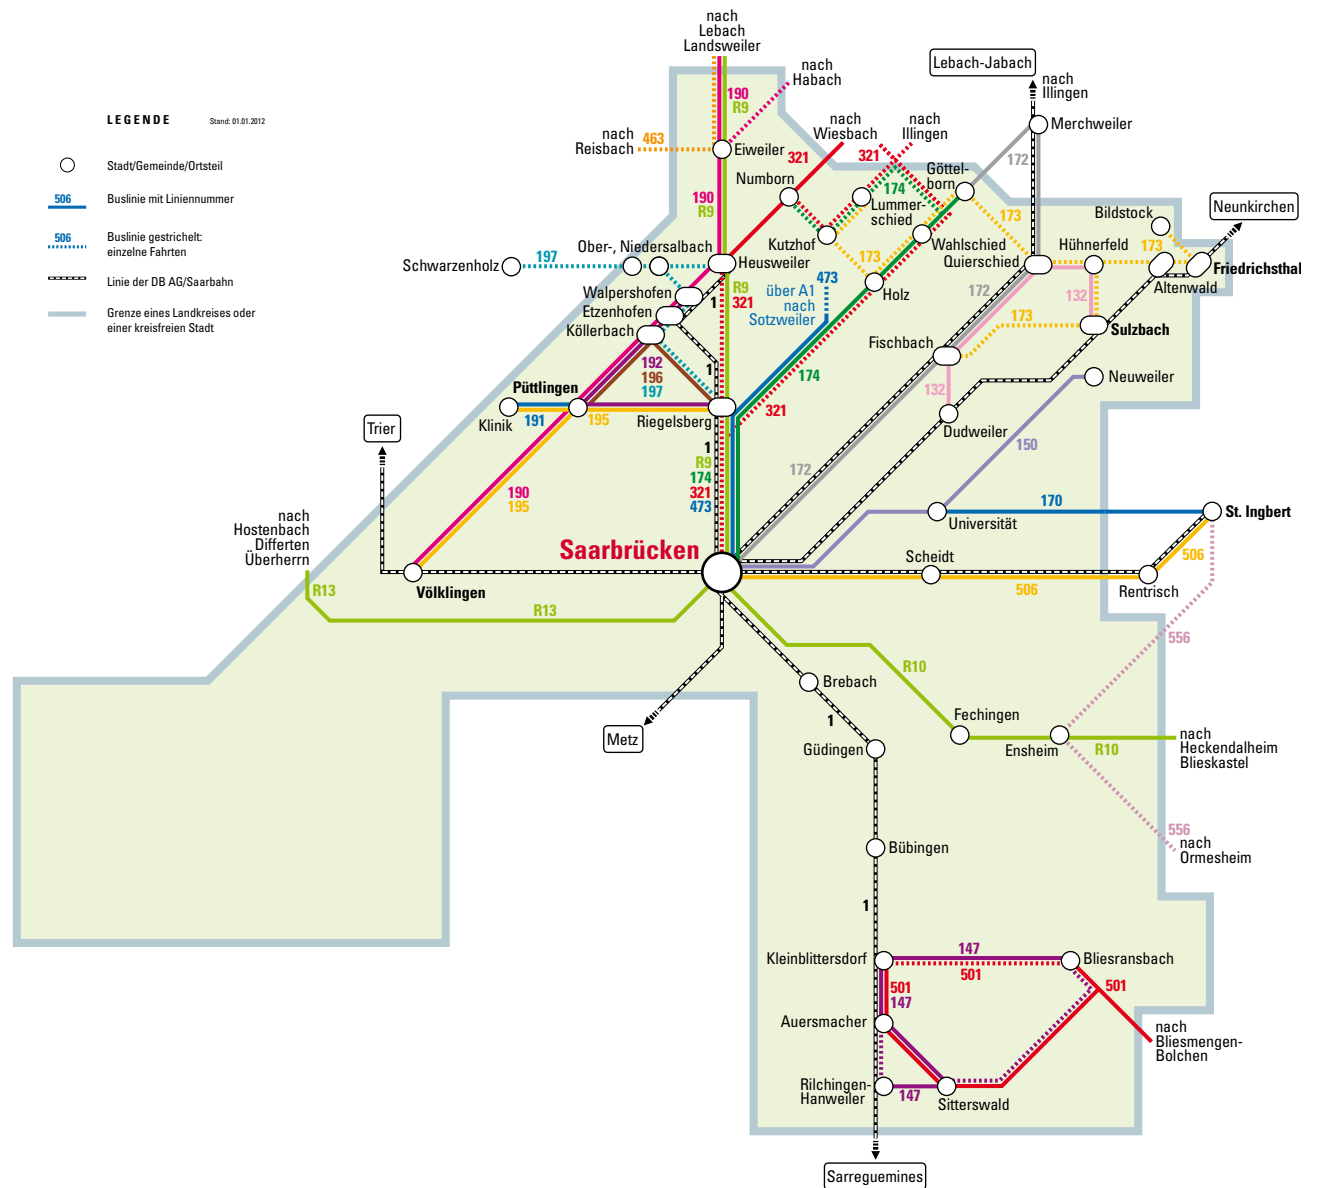 nach
Lebach
Landsweiler
nach
Habach
Lebach-Jabach
nach
Illingen
LEGENDE
Stand: 01.01.2012
Stadt/Gemeinde/Ortsteil
506
Buslinie mit Liniennummer
506
Buslinie gestrichelt:
einzelne Fahrten
Linie der DB AG/Saarbahn
Grenze eines Landkreises oder
einer kreisfreien Stadt
190
R9
nach
Reisbach
463
Eiweiler
nach
Wiesbach
nach
Illingen
Merchweiler
172
321
321
174
Göttel-
born
Numborn
Lummer-
schied
190
R9
Kutzhof
173
Wahlschied
Quierschied
173
Bildstock
Neunkirchen
Hühnerfeld
173
Friedrichsthal
Altenwald
Ober-, Niedersalbach
Schwarzenholz
197
Heusweiler
Walpershofen
Etzenhofen
Köllerbach
1
R9
321
473
über A1
nach
Sotzweiler
Holz
172
132
173
Sulzbach
Fischbach
192
196
197
1
174
132
Neuweiler
Püttlingen
Klinik
191
195
Riegelsberg
321
Dudweiler
150
Trier
1
R9
174
321
473
172
190
195
170
Universität
St. Ingbert
nach
Hostenbach
Differten
Überherrn
Saarbrücken
Scheidt
506
506
Rentrisch
Völklingen
R13
R13
556
R10
Brebach
1
Metz
Güdingen
Fechingen
Ensheim
R10
nach
Heckendalheim
Blieskastel
556
nach
Ormesheim
Bübingen
1
Kleinblittersdorf
147
501
Bliesransbach
501
501
147
Auersmacher
nach
Bliesmengen-
Bolchen
Rilchingen-
Hanweiler
147
Sitterswald
Sarreguemines